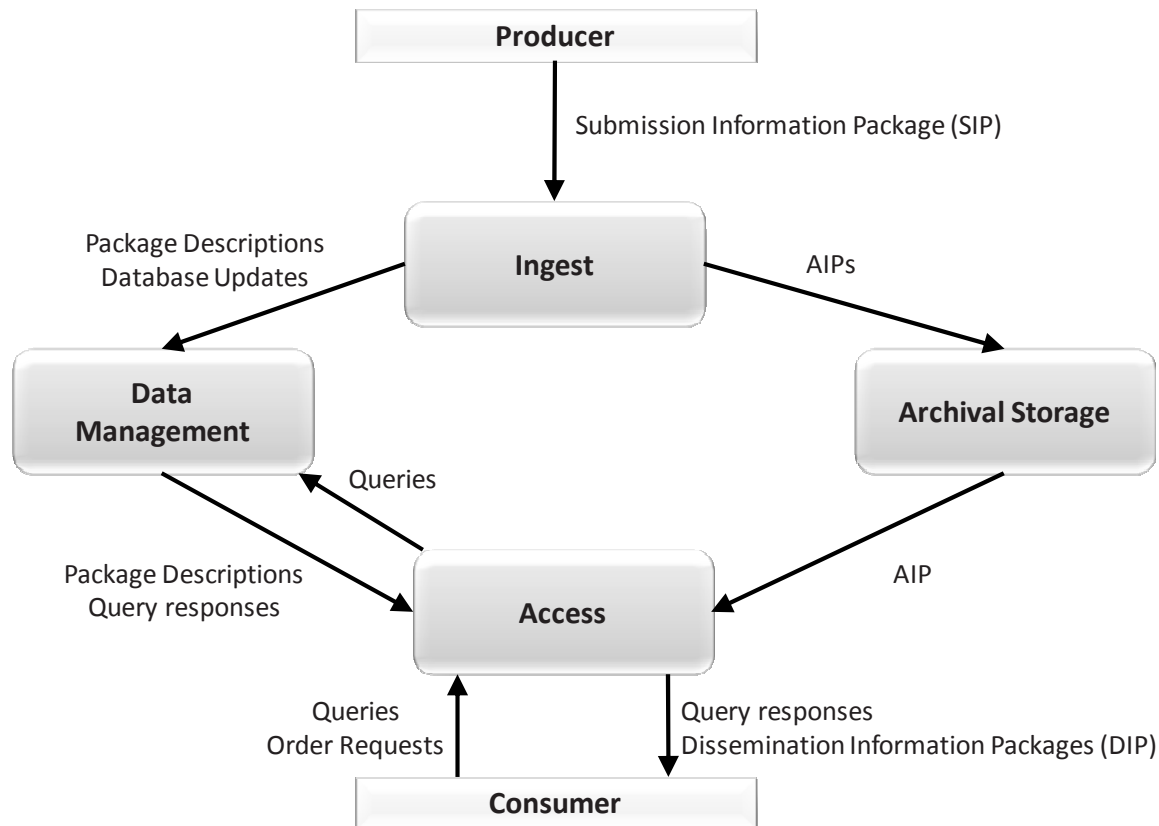 Producer
Submission Information Package (SIP)
Package Descriptions
Database Updates
Ingest
AIPs
Data
Management
Archival Storage
Queries
Package Descriptions
Query responses
AIP
Access
Queries
Order Requests
Query responses
Dissemination Information Packages (DIP)
Consumer